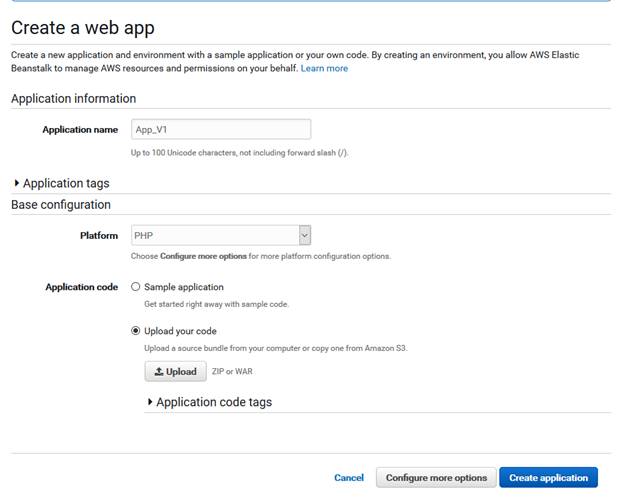 Create a web app
Create a new application and environment with a sample application or your own code. By creating an environment, you allow AWS Elastic
Beanstalk to manage AWS resources and permissions on your behalf. Learn more
Application information
Application name App_V1
Up to 100 Unicode characters, not including forward slash (/).
Application tags
Base configuration
Platform PHP
Choose Configure more options for more platform configuration options.
Application code Sample application
Get started right away with sample code.
Upload your code
Upload a source bundle from your computer or copy one from Amazon S3.
Upload ZIP or WAR
Application code tags
Cancel Configure more options Create application